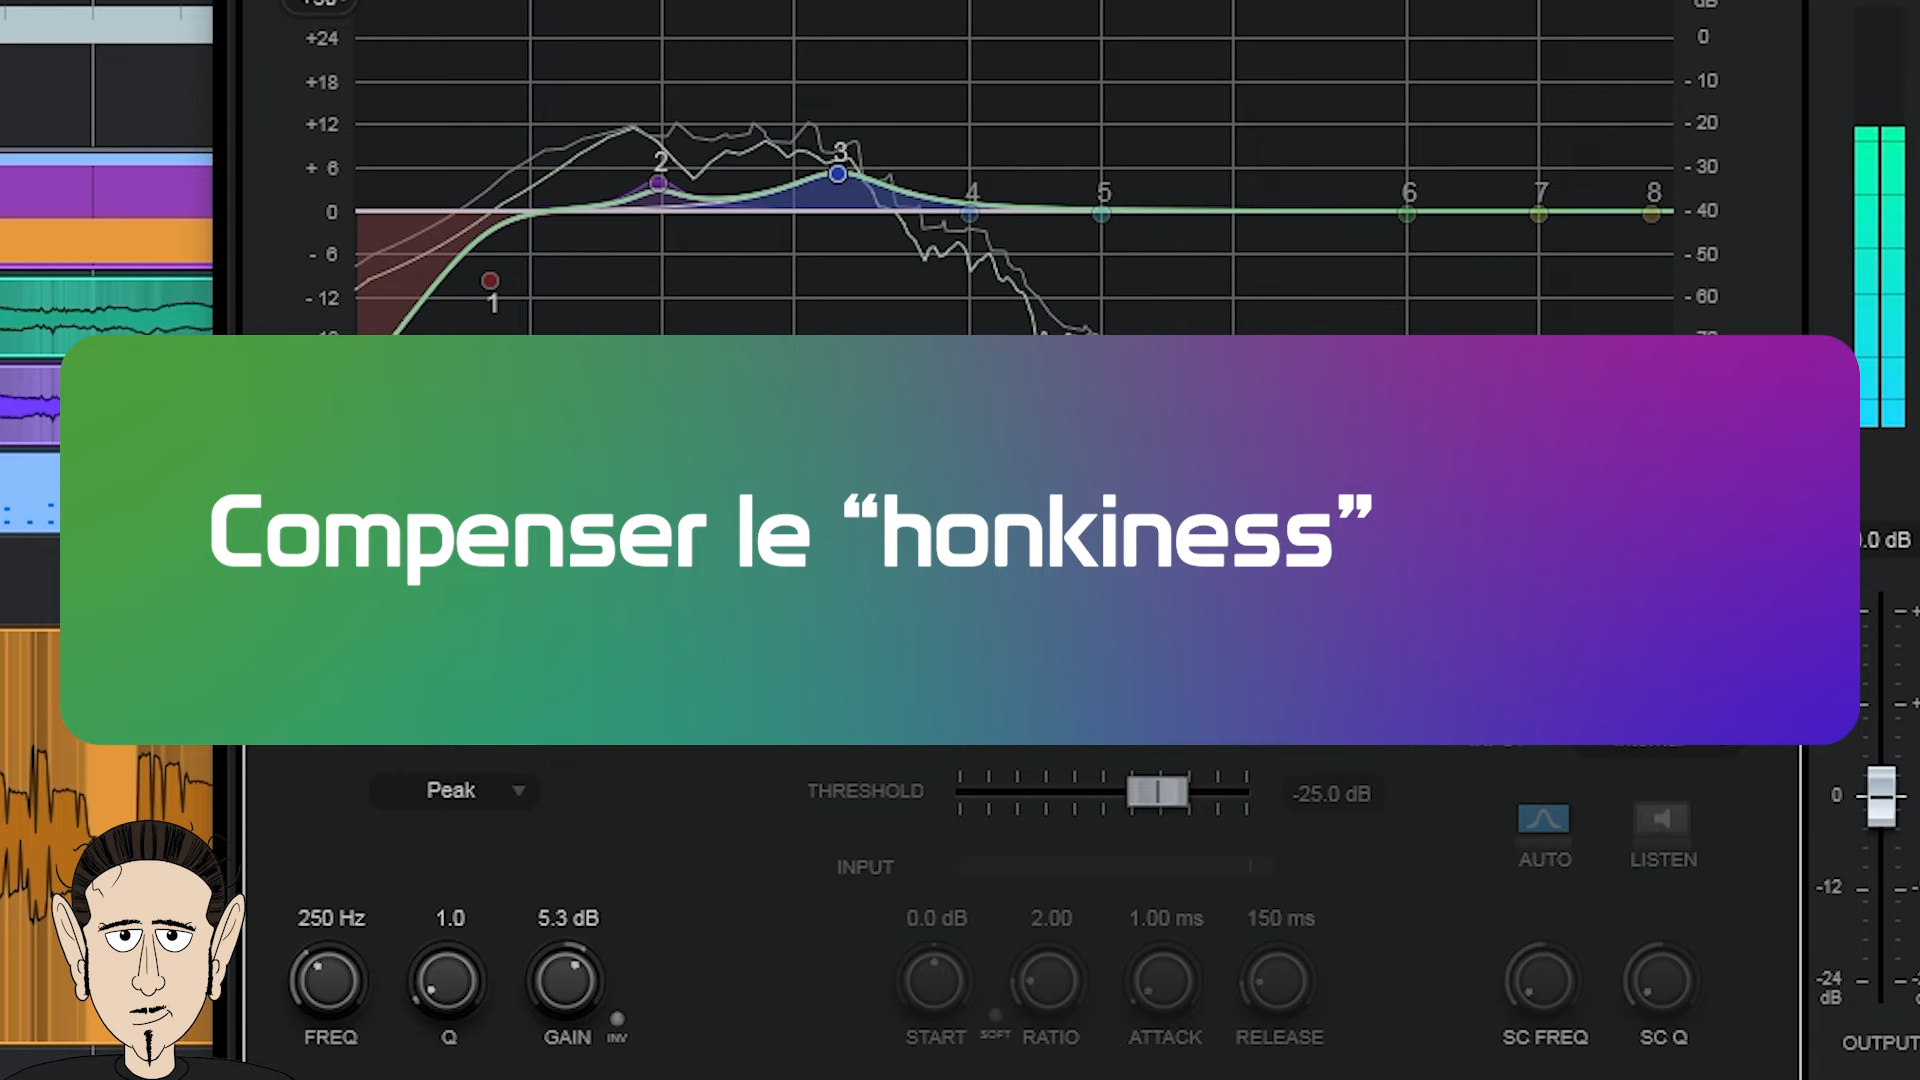 +24
0
+18
- 10
+12
- 20
+ 6
2
3
- 30
4
5
6
7
8
0
- 40
- 6
- 50
1
- 12
- 60
Compenser le “honkiness”
.0 dB
Peak
THRESHOLD
-25.0 dB
0
AUTO
LISTEN
INPUT
-12
250 Hz
1.0
5.3 dB
0.0 dB
2.00
1.00 ms
150 ms
-24
dB
FREQ
Q
GAIN
INV
START
SOFT
RATIO
ATTACK
RELEASE
SC FREQ
SC Q
OUTPUT